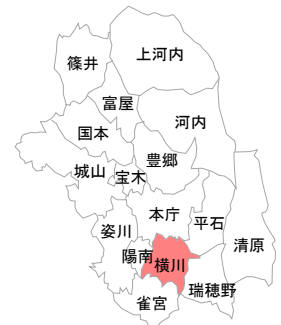 上河内
篠井
富屋
河内
国本
豊郷
城山
宝木
本庁
平石
姿川
清原
陽南
横川
瑞穂野
雀宮